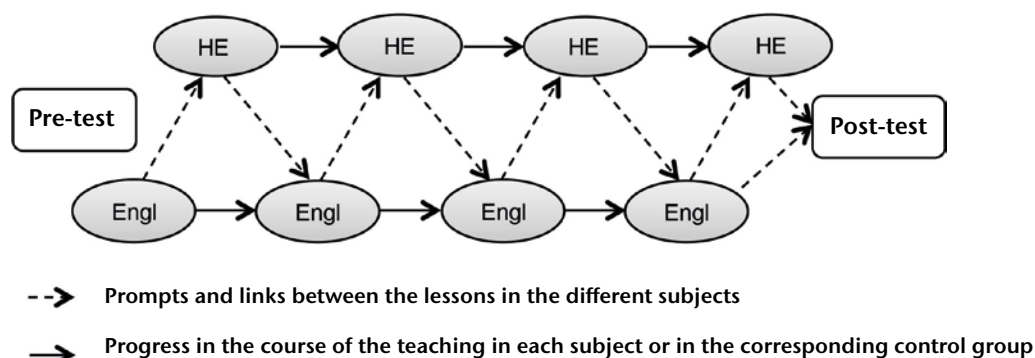 HE HE HE HE
Pre-test
Post-test
Engl Engl Engl Engl
Prompts and links between the lessons in the different subjects
Progress in the course of the teaching in each subject or in the corresponding control group